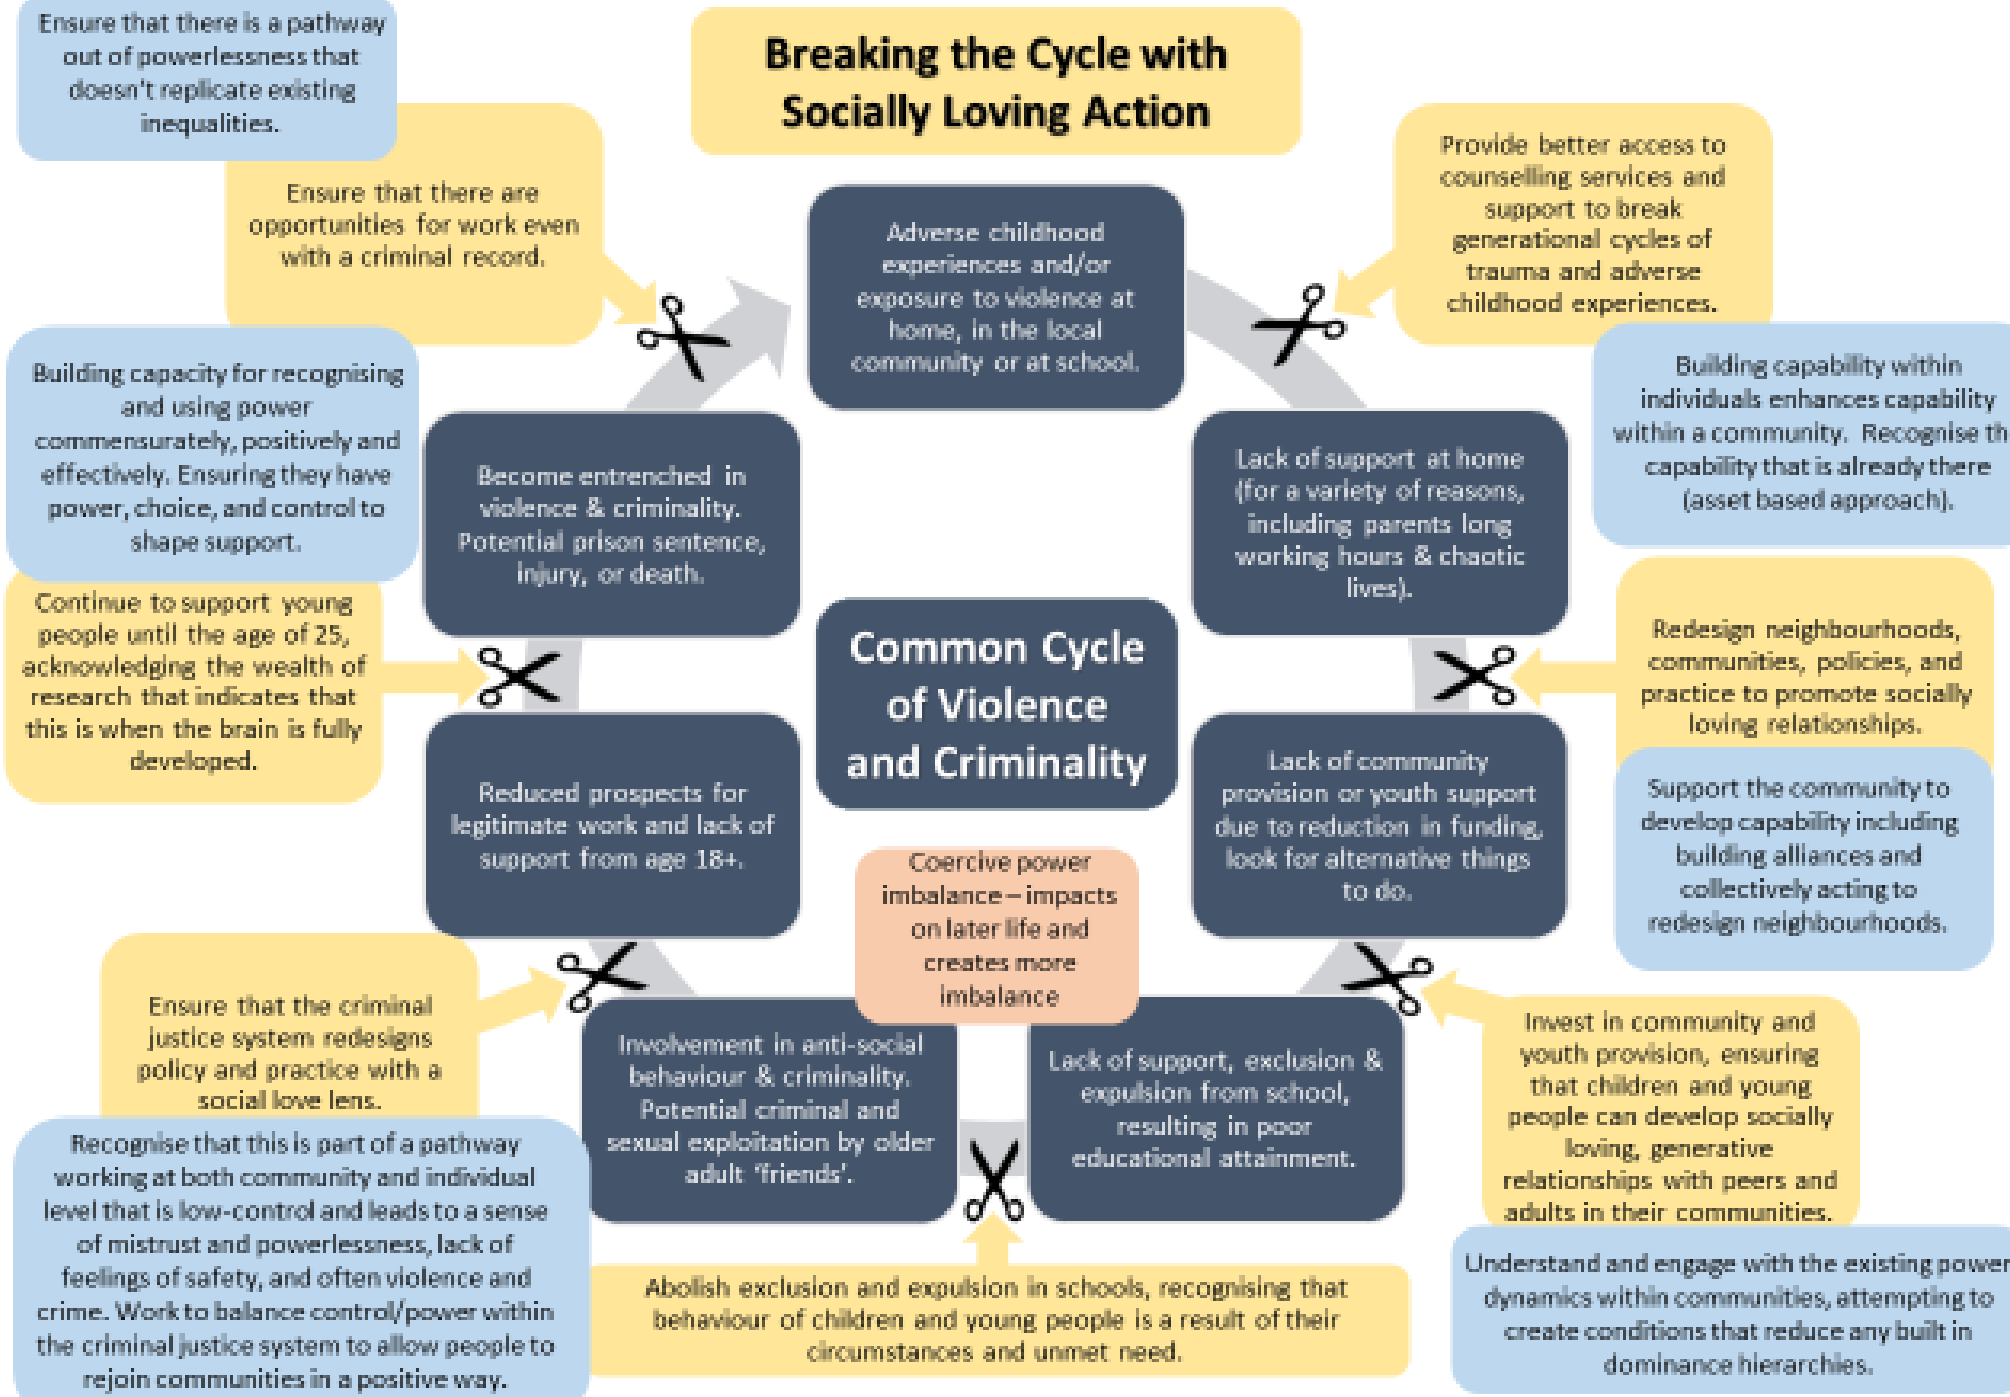 Breaking the Cycle with
Socially Loving Action
Ensure that there is a pathway
out of powerlessness that
doesn't replicate existing
inequalities.
Ensure that there are
opportunities for work even
with a criminal record.
Adverse childhood
experiences and/or
exposure to violence at
home, in the local
community or at school.
Provide better access to
counselling services and
support to break
generational cycles of
trauma and adverse
childhood experiences.
Building capability within
individuals enhances capability
within a community. Recognise th
capability that is already there
(asset based approach).
Lack of support at home
(for a variety of reasons,
including parents long
working hours & chaotic
lives).
Redesign neighbourhoods,
communities, policies, and
practice to promote socially
loving relationships.
Support the community to
develop capability including
building alliances and
collectively acting to
redesign neighbourhoods.
Lack of community
provision or youth support
due to reduction in funding,
look for alternative things
to do.
Invest in community and
youth provision, ensuring
that children and young
people can develop socially
loving, generative
relationships with peers and
adults in their communities.
Understand and engage with the existing power
dynamics within communities, attempting to
create conditions that reduce any built in
dominance hierarchies.
Lack of support, exclusion &
expulsion from school,
resulting in poor
educational attainment.
Coercive power
imbalance – impacts
on later life and
creates more
imbalance
Abolish exclusion and expulsion in schools, recognising that
behaviour of children and young people is a result of their
circumstances and unmet need.
Involvement in anti-social
behaviour & criminality.
Potential criminal and
sexual exploitation by older
adult 'friends'.
Ensure that the criminal
justice system redesigns
policy and practice with a
social love lens.
Recognise that this is part of a pathway
working at both community and individual
level that is low-control and leads to a sense
of mistrust and powerlessness, lack of
feelings of safety, and often violence and
crime. Work to balance control/power within
the criminal justice system to allow people to
rejoin communities in a positive way.
Reduced prospects for
legitimate work and lack of
support from age 18+.
Continue to support young
people until the age of 25,
acknowledging the wealth of
research that indicates that
this is when the brain is fully
developed.
Building capacity for recognising
and using power
commensurately, positively and
effectively. Ensuring they have
power, choice, and control to
shape support.
Become entrenched in
violence & criminality.
Potential prison sentence,
injury, or death.
Common Cycle
of Violence
and Criminality